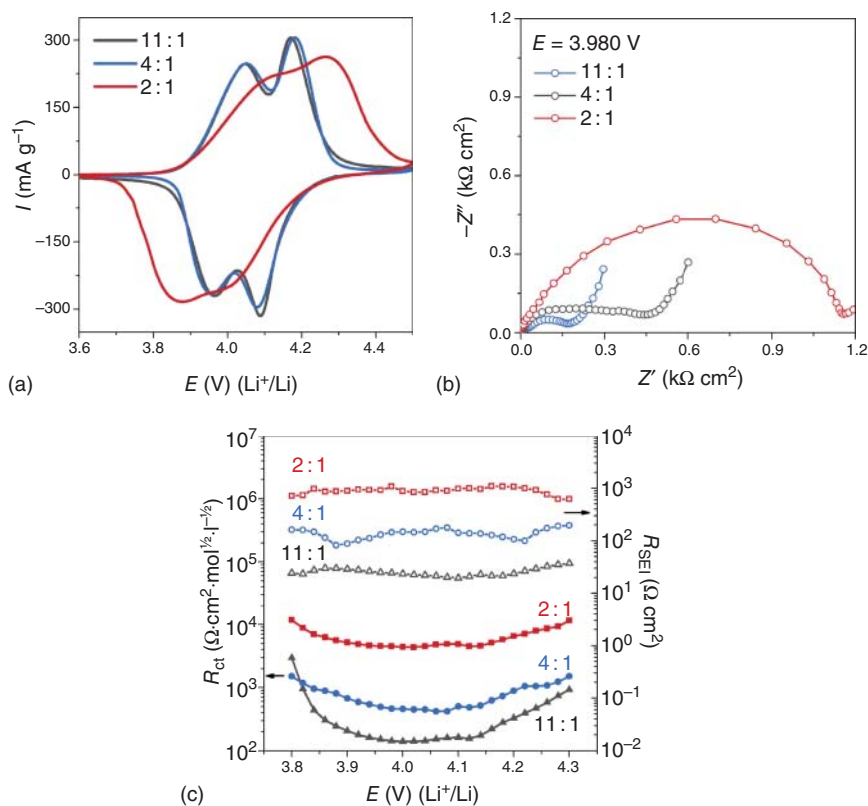 300
150
0
−150
−300
I (mA g⁻¹)
11 : 1
4 : 1
2 : 1
3.6 3.8 4.0 4.2 4.4
E (V) (Li⁺/Li)
(a)
1.2
0.9
0.6
0.3
0.0
−Z″ (kΩ cm²)
E = 3.980 V
11 : 1
4 : 1
2 : 1
0.0 0.3 0.6 0.9 1.2
Z′ (kΩ cm²)
(b)
10⁷
10⁶
10⁵
10⁴
10³
10²
R_ct (Ω·cm²·mol^½·l^−½)
2 : 1
4 : 1
11 : 1
2 : 1
4 : 1
11 : 1
10⁴
10³
10²
10¹
10⁰
10⁻¹
10⁻²
R_SEI (Ω cm²)
3.8 3.9 4.0 4.1 4.2 4.3
E (V) (Li⁺/Li)
(c)